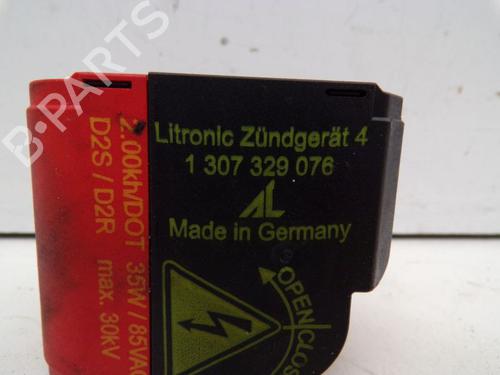 B-PARTS
Litronic Zündgerät 4
1 307 329 076
AL
Made in Germany
OPEN
CLOS
2.00kh/DOT 35W / 85VAC
D2S / D2R max. 30kV